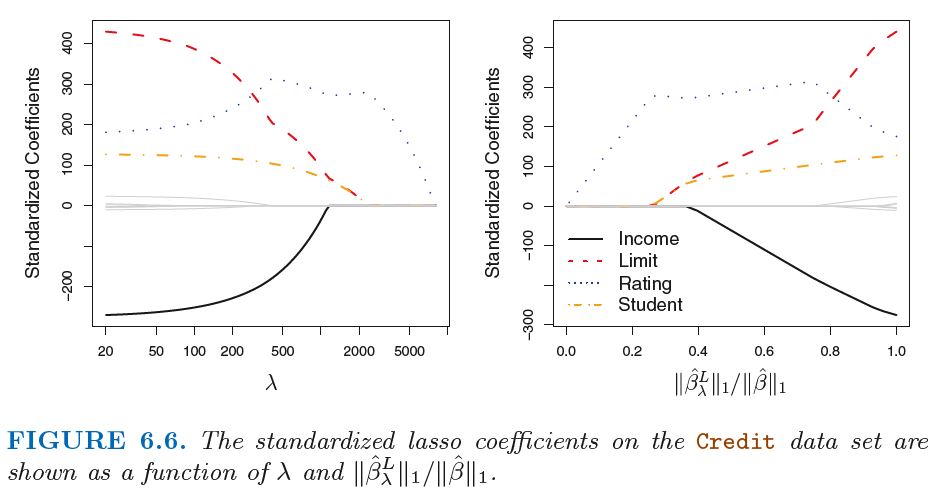 Standardized Coefficients
400
300
200
100
0
−200
20 50 100 200 500 2000 5000
λ
Standardized Coefficients
400
300
200
100
0
−100
−300
Income
Limit
Rating
Student
0.0 0.2 0.4 0.6 0.8 1.0
‖β̂λᴸ‖₁/‖β̂‖₁
FIGURE 6.6. The standardized lasso coefficients on the Credit data set are
shown as a function of λ and ‖β̂λᴸ‖₁/‖β̂‖₁.